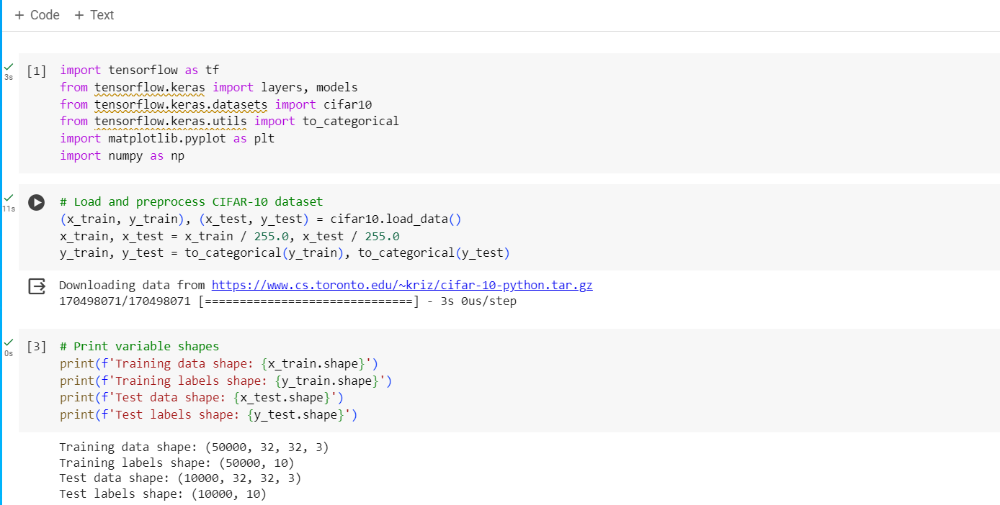 + Code + Text
3s
[1] import tensorflow as tf
from tensorflow.keras import layers, models
from tensorflow.keras.datasets import cifar10
from tensorflow.keras.utils import to_categorical
import matplotlib.pyplot as plt
import numpy as np
11s
# Load and preprocess CIFAR-10 dataset
(x_train, y_train), (x_test, y_test) = cifar10.load_data()
x_train, x_test = x_train / 255.0, x_test / 255.0
y_train, y_test = to_categorical(y_train), to_categorical(y_test)
Downloading data from https://www.cs.toronto.edu/~kriz/cifar-10-python.tar.gz
170498071/170498071 [==============================] - 3s 0us/step
0s
[3] # Print variable shapes
print(f'Training data shape: {x_train.shape}')
print(f'Training labels shape: {y_train.shape}')
print(f'Test data shape: {x_test.shape}')
print(f'Test labels shape: {y_test.shape}')
Training data shape: (50000, 32, 32, 3)
Training labels shape: (50000, 10)
Test data shape: (10000, 32, 32, 3)
Test labels shape: (10000, 10)